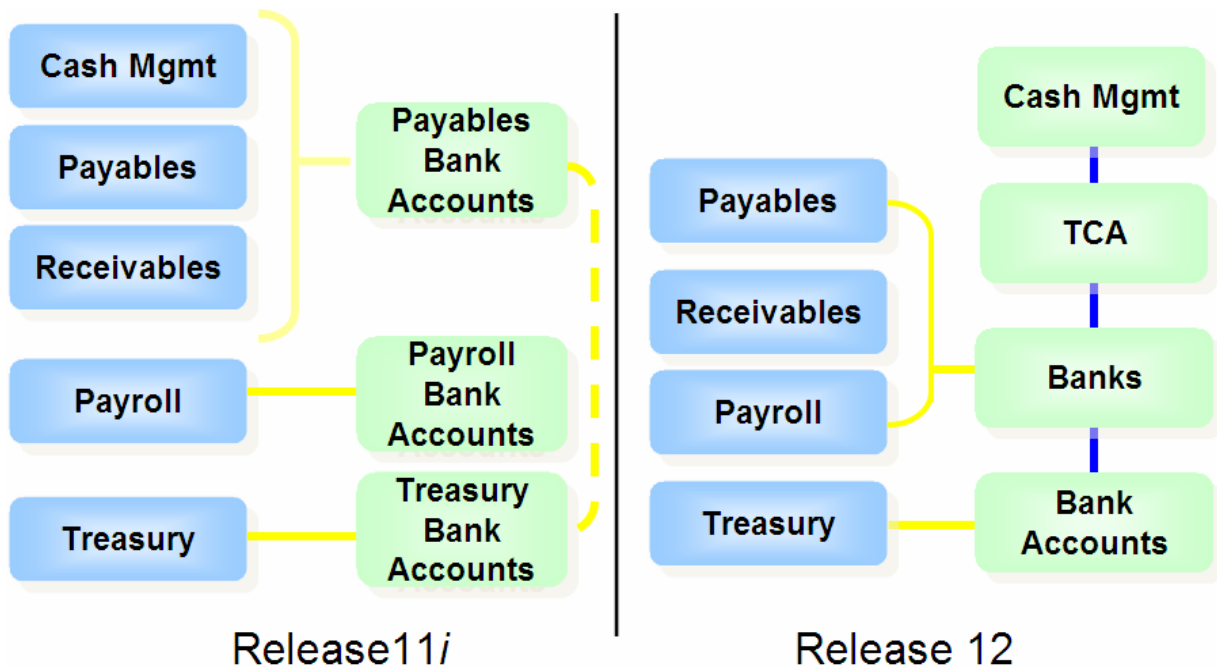 Cash Mgmt
Payables
Receivables
Payroll
Treasury
Payables
Bank
Accounts
Payroll
Bank
Accounts
Treasury
Bank
Accounts
Release11i
Payables
Receivables
Payroll
Treasury
Cash Mgmt
TCA
Banks
Bank
Accounts
Release 12